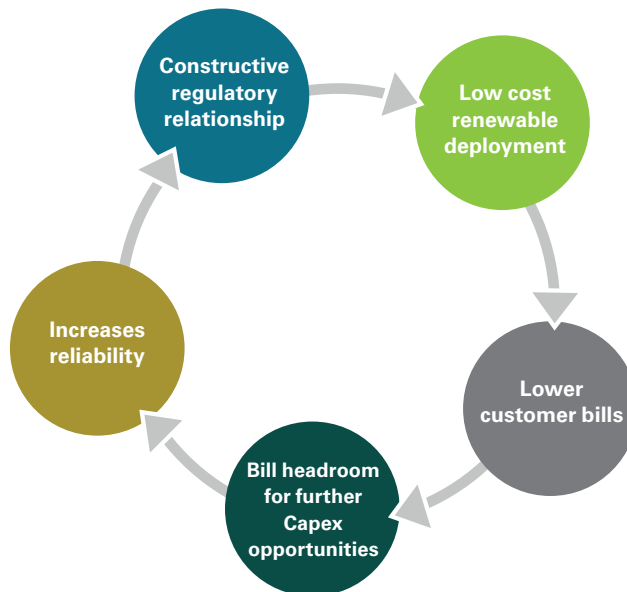 Constructive
regulatory
relationship
Low cost
renewable
deployment
Lower
customer bills
Bill headroom
for further
Capex
opportunities
Increases
reliability